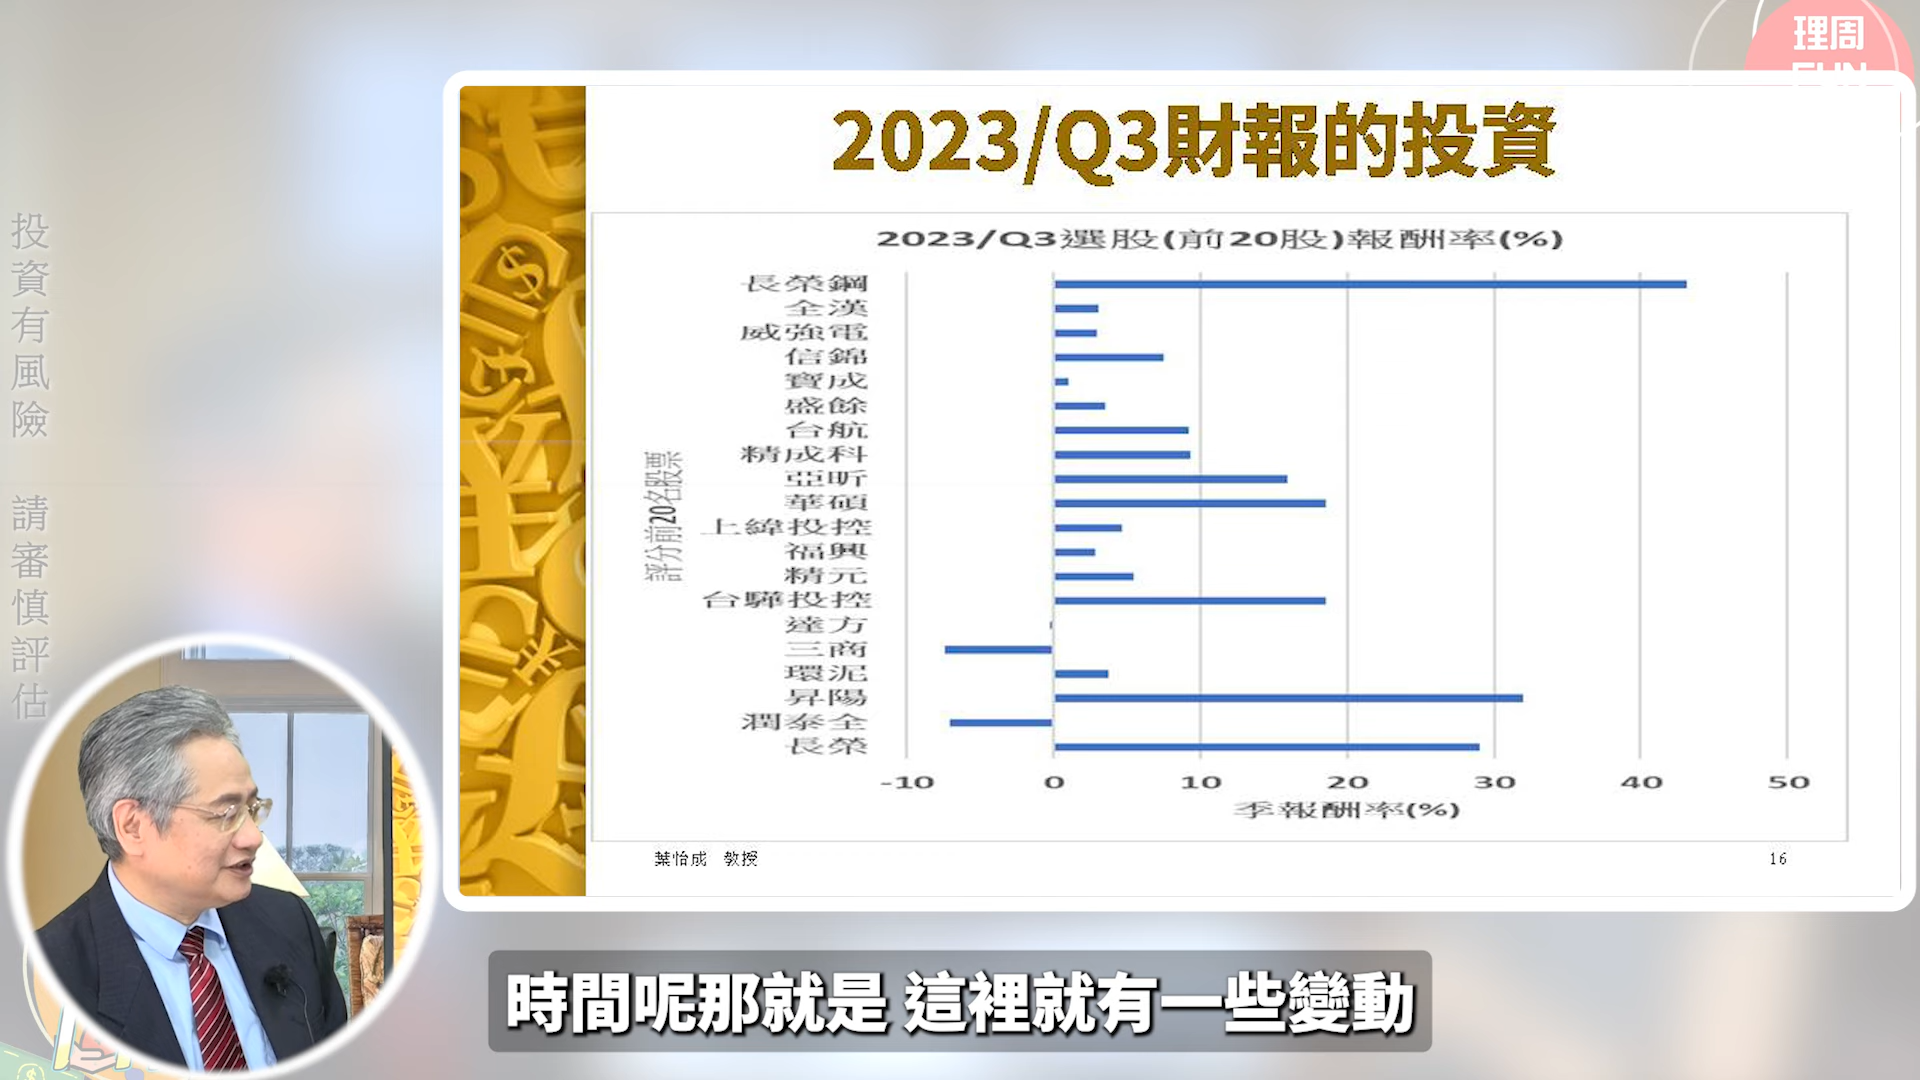 理周
2023/Q3財報的投資
2023/Q3選股(前20股)報酬率(%)
評分前20名股票
長榮鋼
全漢
威強電
信錦
寶成
盛餘
台航
精成科
亞昕
華碩
上緯投控
福興
精元
台驊投控
達方
三商
環泥
昇陽
潤泰全
長榮
-10 0 10 20 30 40 50
季報酬率(%)
葉怡成 教授
16
投資有風險 請審慎評估
時間呢那就是 這裡就有一些變動